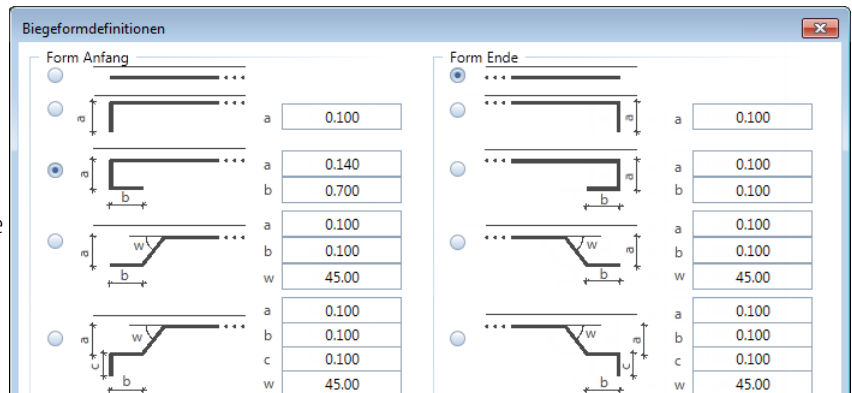 Biegeformdefinitionen
Form Anfang Form Ende
a a 0.100 a a 0.100
a b a 0.140 a b a 0.100
b 0.700 b 0.100
e
a b w a 0.100 a b w a 0.100
b 0.100 b 0.100
w 45.00 w 45.00
a c b w a 0.100 a c b w a 0.100
b 0.100 b 0.100
c 0.100 c 0.100
w 45.00 w 45.00